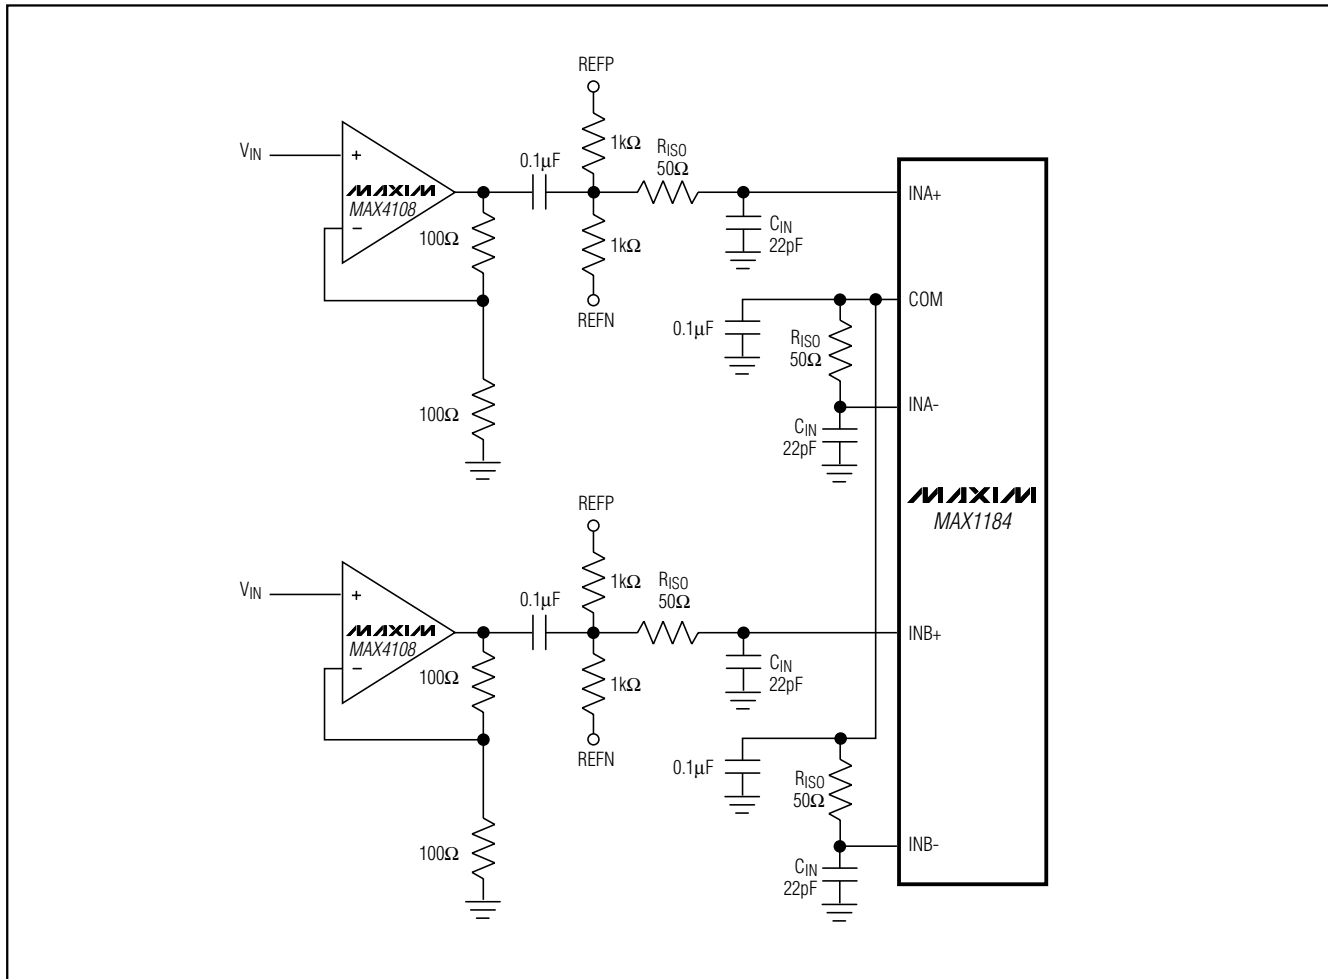 REFP
VIN
+
MAXIM
MAX4108
−
100Ω
0.1µF
1kΩ
1kΩ
REFN
RISO
50Ω
CIN
22pF
100Ω
INA+
COM
0.1µF
RISO
50Ω
INA-
CIN
22pF
MAXIM
MAX1184
REFP
VIN
+
MAXIM
MAX4108
−
100Ω
0.1µF
1kΩ
1kΩ
REFN
RISO
50Ω
CIN
22pF
100Ω
INB+
0.1µF
RISO
50Ω
INB-
CIN
22pF